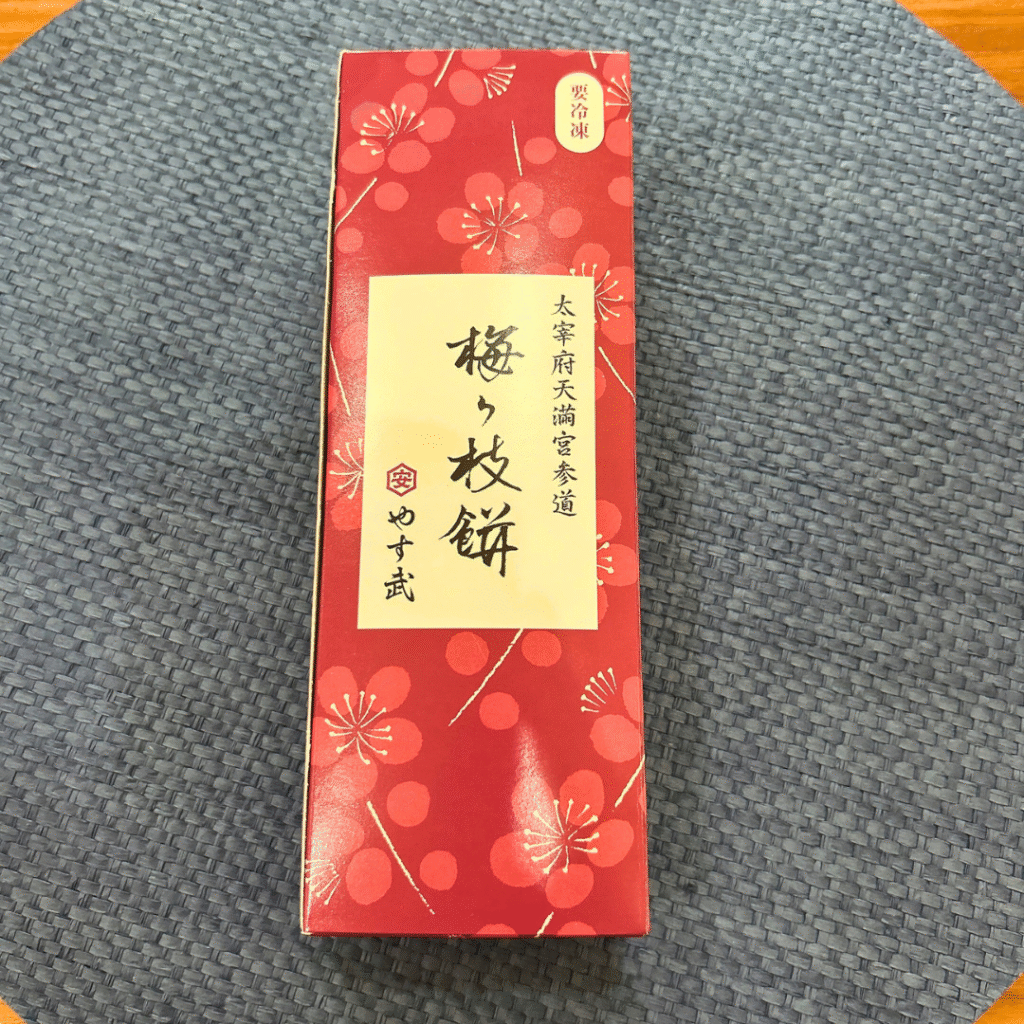 要冷凍
太宰府天満宮参道
梅ヶ枝餅
安
やす武